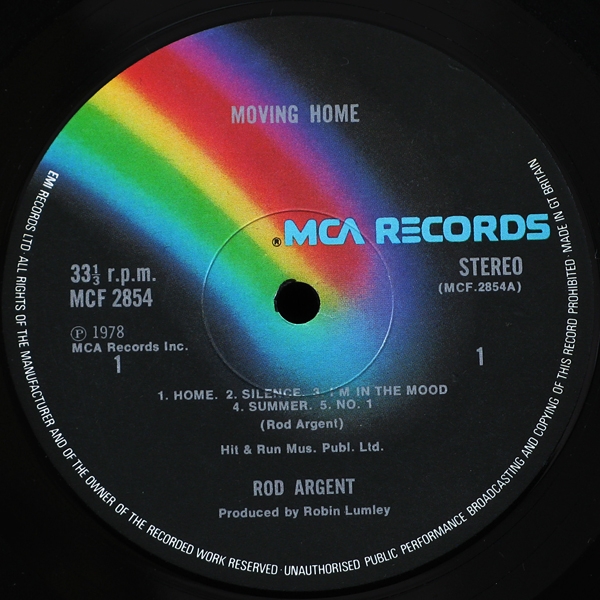 MOVING HOME
® MCA RECORDS
33⅓ r.p.m.
MCF 2854
STEREO
(MCF.2854A)
Ⓟ 1978
MCA Records Inc.
1
1
1. HOME. 2. SILENCE. 3. I'M IN THE MOOD
4. SUMMER. 5. NO. 1
(Rod Argent)
Hit & Run Mus. Publ. Ltd.
ROD ARGENT
Produced by Robin Lumley
EMI RECORDS LTD· ALL RIGHTS OF THE MANUFACTURER AND OF THE OWNER OF THE RECORDED WORK RESERVED · UNAUTHORISED PUBLIC PERFORMANCE BROADCASTING AND COPYING OF THIS RECORD PROHIBITED · MADE IN GT BRITAIN